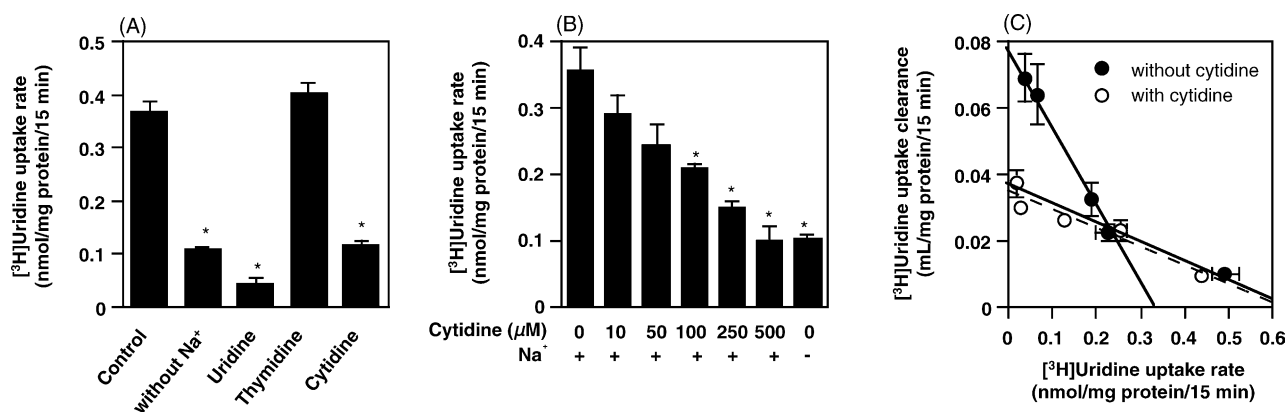 (A)
[³H]Uridine uptake rate
(nmol/mg protein/15 min)
0.5
0.4
0.3
0.2
0.1
0
*
*
*
Control
without Na⁺
Uridine
Thymidine
Cytidine
(B)
[³H]Uridine uptake rate
(nmol/mg protein/15 min)
0.4
0.3
0.2
0.1
0
*
*
*
*
Cytidine (μM) 0 10 50 100 250 500 0
Na⁺ + + + + + + -
(C)
[³H]Uridine uptake clearance
(mL/mg protein/15 min)
0.08
0.06
0.04
0.02
0
without cytidine
with cytidine
0 0.1 0.2 0.3 0.4 0.5 0.6
[³H]Uridine uptake rate
(nmol/mg protein/15 min)